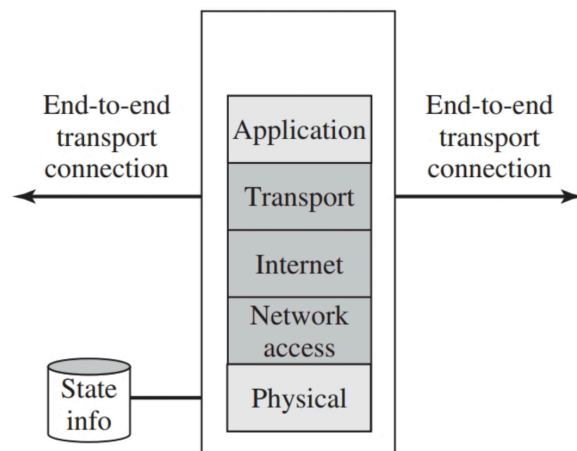 End-to-end
transport
connection
Application
Transport
Internet
Network
access
Physical
End-to-end
transport
connection
State
info